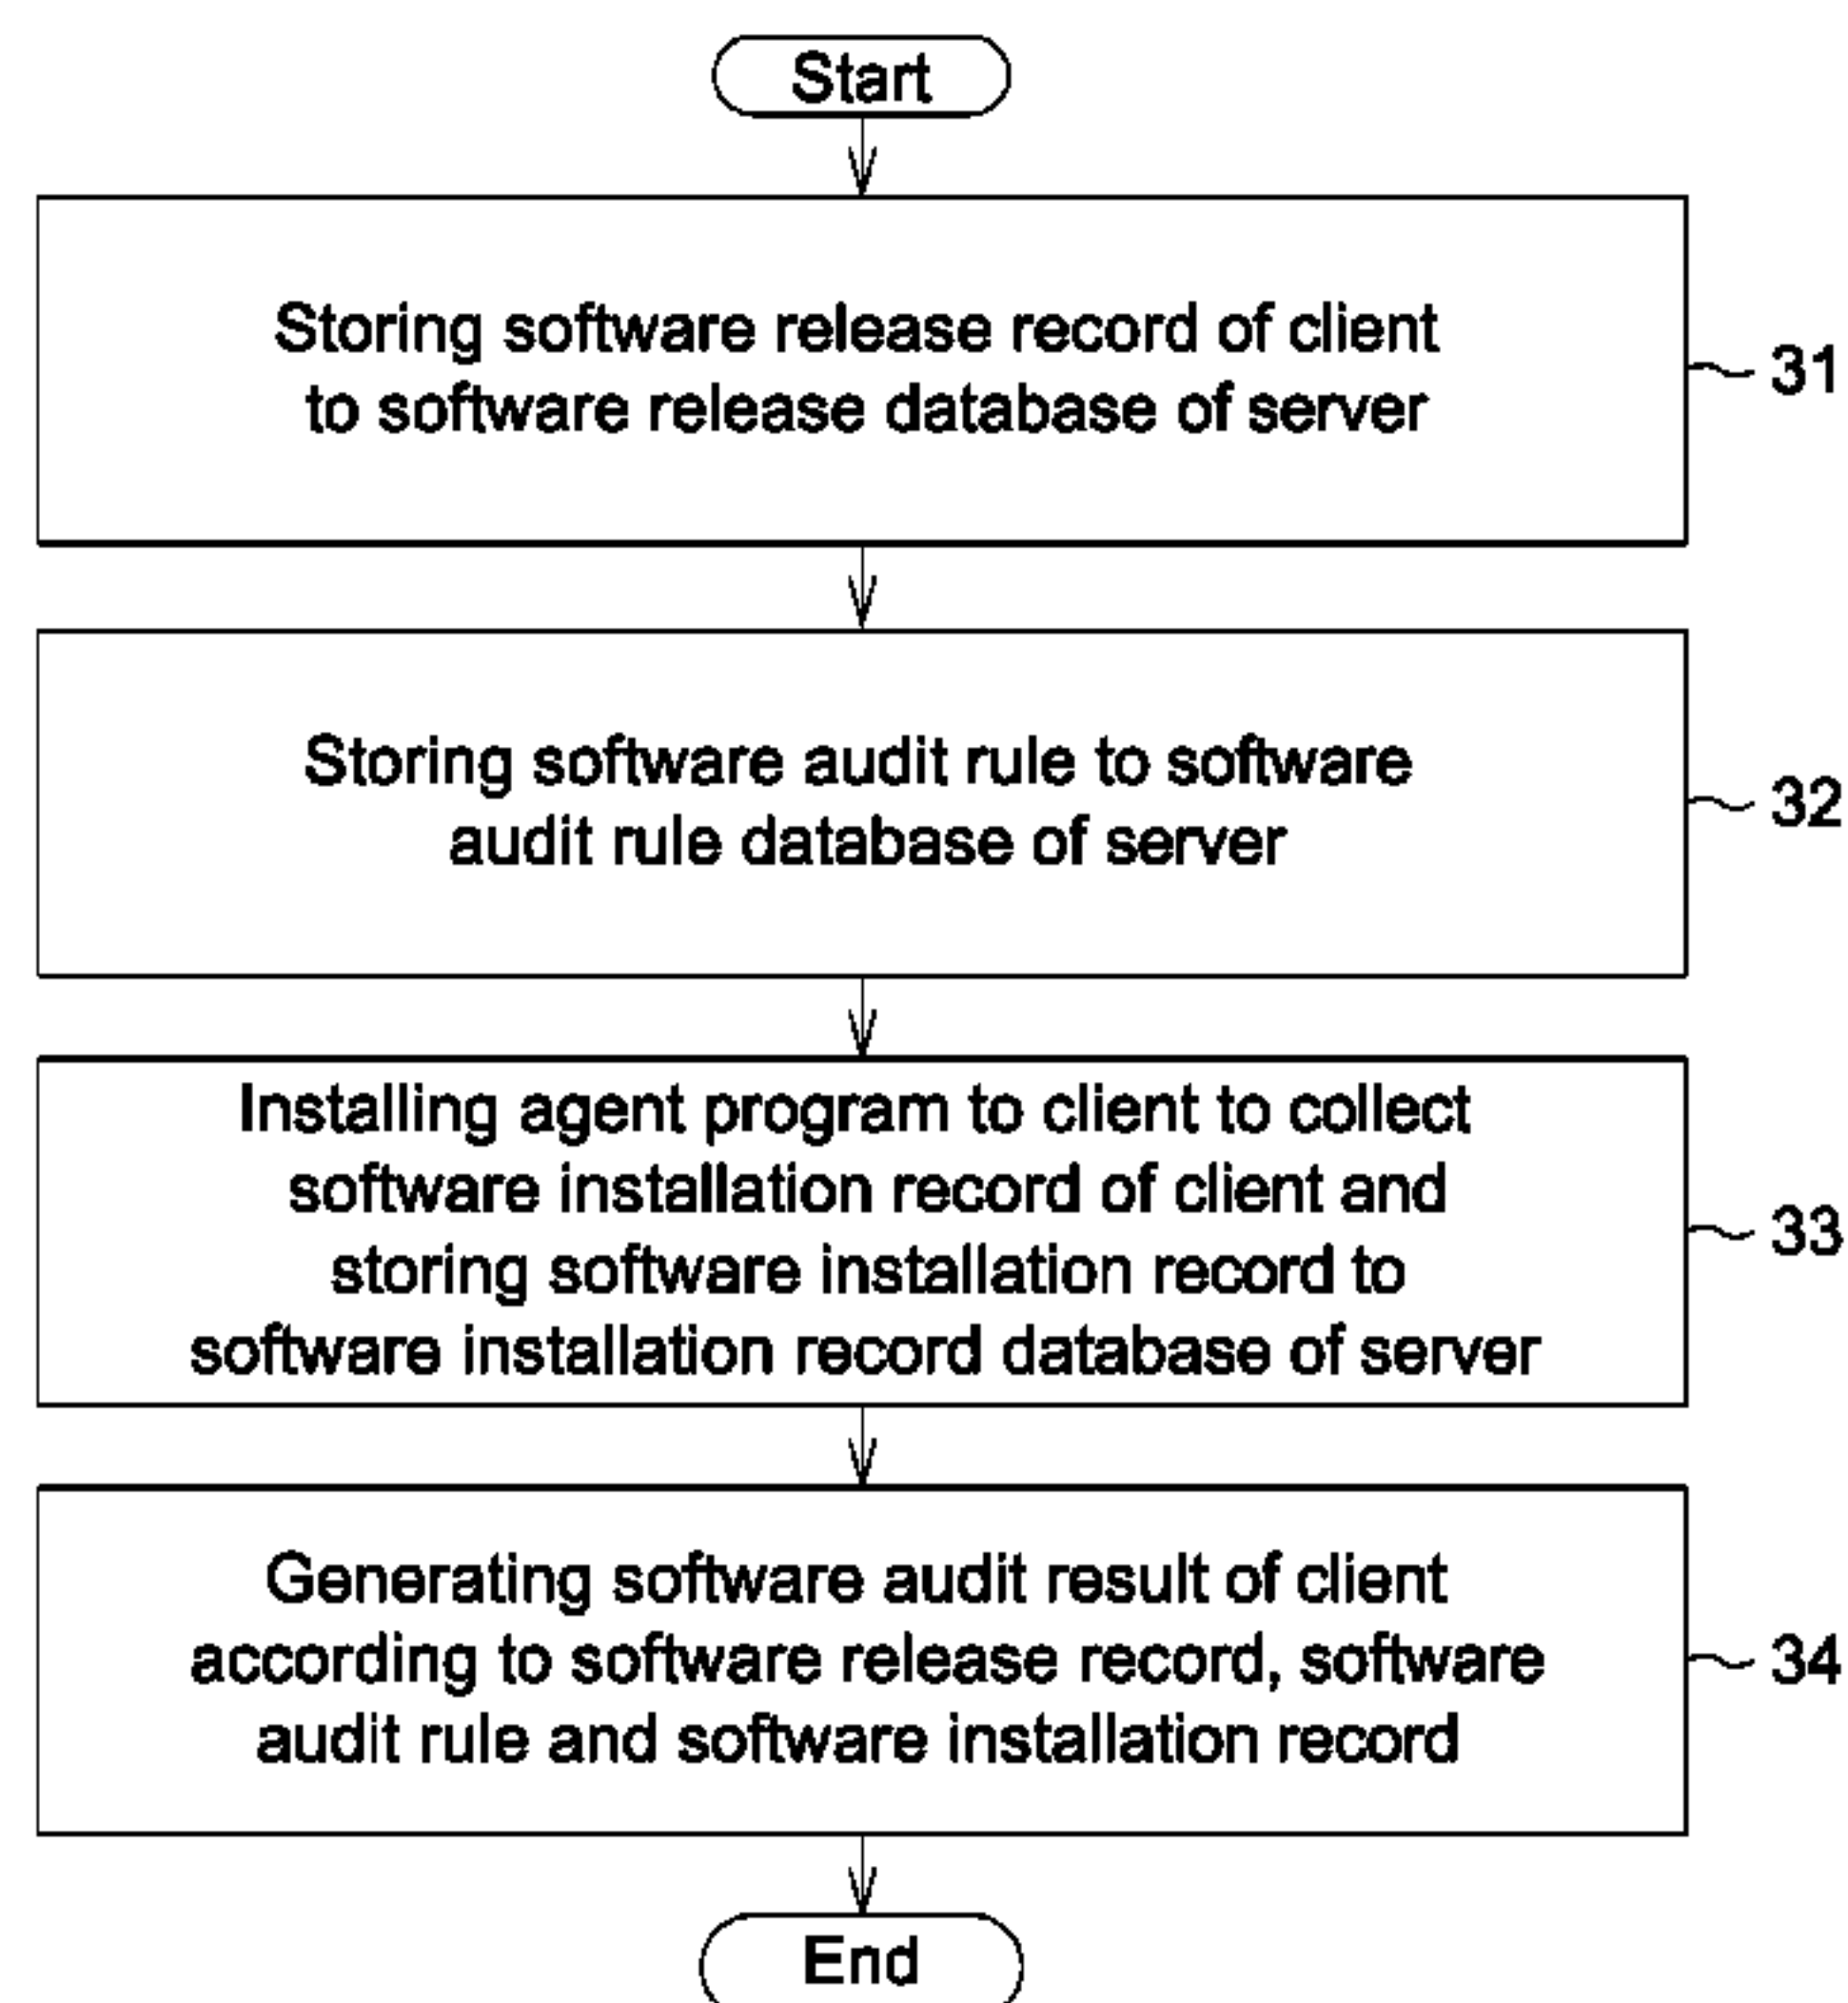 Start
Storing software release record of client
to software release database of server
31
Storing software audit rule to software
audit rule database of server
32
Installing agent program to client to collect
software installation record of client and
storing software installation record to
software installation record database of server
33
Generating software audit result of client
according to software release record, software
audit rule and software installation record
34
End